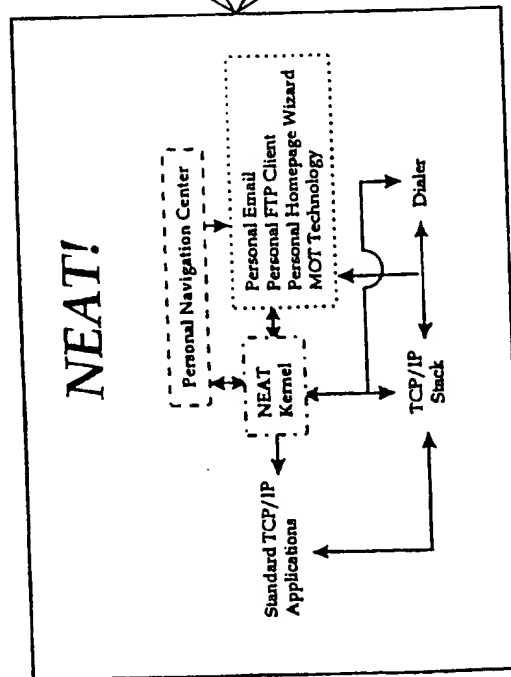 NEAT!
Personal Navigation Center
NEAT
Kernel
Personal Email
Personal FTP Client
Personal Homepage Wizard
MOT Technology
Standard TCP/IP
Applications
TCP/IP
Stack
Dialer